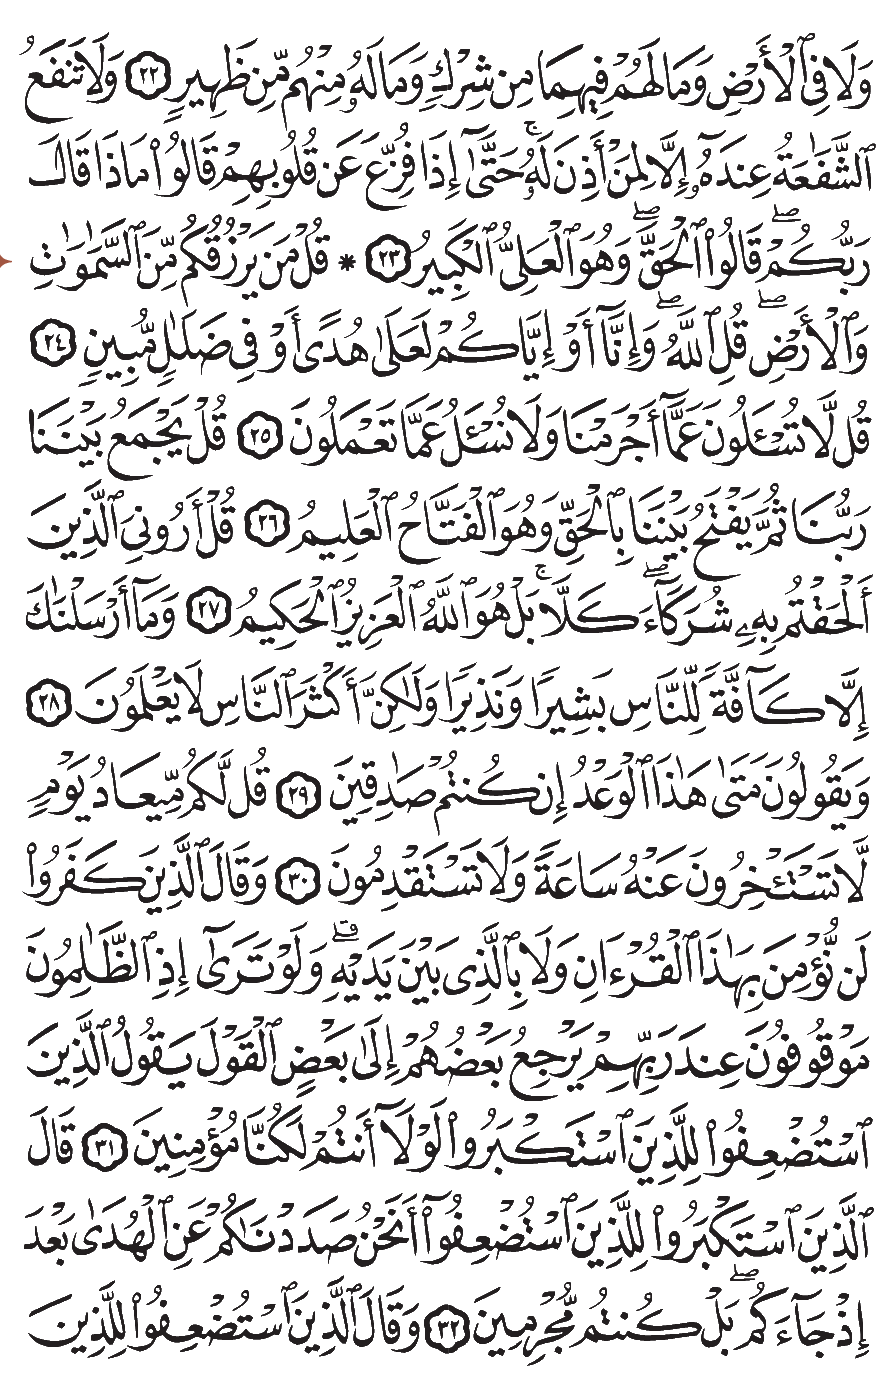 وَلَا فِى ٱلْأَرْضِ وَمَا لَهُمْ فِيهِمَا مِن شِرْكٍ وَمَا لَهُۥ مِنْهُم مِّن ظَهِيرٍ ٢٢ وَلَا تَنفَعُ
ٱلشَّفَٰعَةُ عِندَهُۥٓ إِلَّا لِمَنْ أَذِنَ لَهُۥ ۚ حَتَّىٰٓ إِذَا فُزِّعَ عَن قُلُوبِهِمْ قَالُوا۟ مَاذَا قَالَ
رَبُّكُمْ ۖ قَالُوا۟ ٱلْحَقَّ ۖ وَهُوَ ٱلْعَلِىُّ ٱلْكَبِيرُ ٢٣ * قُلْ مَن يَرْزُقُكُم مِّنَ ٱلسَّمَٰوَٰتِ
وَٱلْأَرْضِ ۖ قُلِ ٱللَّهُ ۖ وَإِنَّآ أَوْ إِيَّاكُمْ لَعَلَىٰ هُدًى أَوْ فِى ضَلَٰلٍ مُّبِينٍ ٢٤
قُل لَّا تُسْـَٔلُونَ عَمَّآ أَجْرَمْنَا وَلَا نُسْـَٔلُ عَمَّا تَعْمَلُونَ ٢٥ قُلْ يَجْمَعُ بَيْنَنَا
رَبُّنَا ثُمَّ يَفْتَحُ بَيْنَنَا بِٱلْحَقِّ وَهُوَ ٱلْفَتَّاحُ ٱلْعَلِيمُ ٢٦ قُلْ أَرُونِىَ ٱلَّذِينَ
أَلْحَقْتُم بِهِۦ شُرَكَآءَ ۖ كَلَّا ۚ بَلْ هُوَ ٱللَّهُ ٱلْعَزِيزُ ٱلْحَكِيمُ ٢٧ وَمَآ أَرْسَلْنَٰكَ
إِلَّا كَآفَّةً لِّلنَّاسِ بَشِيرًا وَنَذِيرًا وَلَٰكِنَّ أَكْثَرَ ٱلنَّاسِ لَا يَعْلَمُونَ ٢٨
وَيَقُولُونَ مَتَىٰ هَٰذَا ٱلْوَعْدُ إِن كُنتُمْ صَٰدِقِينَ ٢٩ قُل لَّكُم مِّيعَادُ يَوْمٍ
لَّا تَسْتَـْٔخِرُونَ عَنْهُ سَاعَةً وَلَا تَسْتَقْدِمُونَ ٣٠ وَقَالَ ٱلَّذِينَ كَفَرُوا۟
لَن نُّؤْمِنَ بِهَٰذَا ٱلْقُرْءَانِ وَلَا بِٱلَّذِى بَيْنَ يَدَيْهِ ۗ وَلَوْ تَرَىٰٓ إِذِ ٱلظَّٰلِمُونَ
مَوْقُوفُونَ عِندَ رَبِّهِمْ يَرْجِعُ بَعْضُهُمْ إِلَىٰ بَعْضٍ ٱلْقَوْلَ يَقُولُ ٱلَّذِينَ
ٱسْتُضْعِفُوا۟ لِلَّذِينَ ٱسْتَكْبَرُوا۟ لَوْلَآ أَنتُمْ لَكُنَّا مُؤْمِنِينَ ٣١ قَالَ
ٱلَّذِينَ ٱسْتَكْبَرُوا۟ لِلَّذِينَ ٱسْتُضْعِفُوٓا۟ أَنَحْنُ صَدَدْنَٰكُمْ عَنِ ٱلْهُدَىٰ بَعْدَ
إِذْ جَآءَكُم ۖ بَلْ كُنتُم مُّجْرِمِينَ ٣٢ وَقَالَ ٱلَّذِينَ ٱسْتُضْعِفُوا۟ لِلَّذِينَ